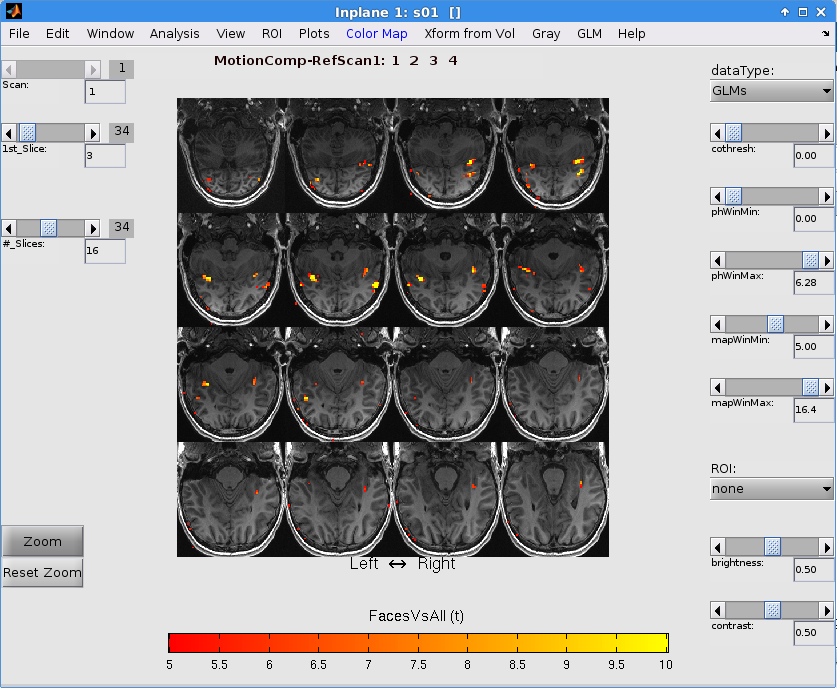 Inplane 1: s01 []
File Edit Window Analysis View ROI Plots Color Map Xform from Vol Gray GLM Help
MotionComp-RefScan1: 1 2 3 4
1
Scan:
1
34
1st_Slice:
3
34
#_Slices:
16
Zoom
Reset Zoom
Left ↔ Right
FacesVsAll (t)
5 5.5 6 6.5 7 7.5 8 8.5 9 9.5 10
dataType:
GLMs
cothresh:
0.00
phWinMin:
0.00
phWinMax:
6.28
mapWinMin:
5.00
mapWinMax:
16.4
ROI:
none
brightness:
0.50
contrast:
0.50